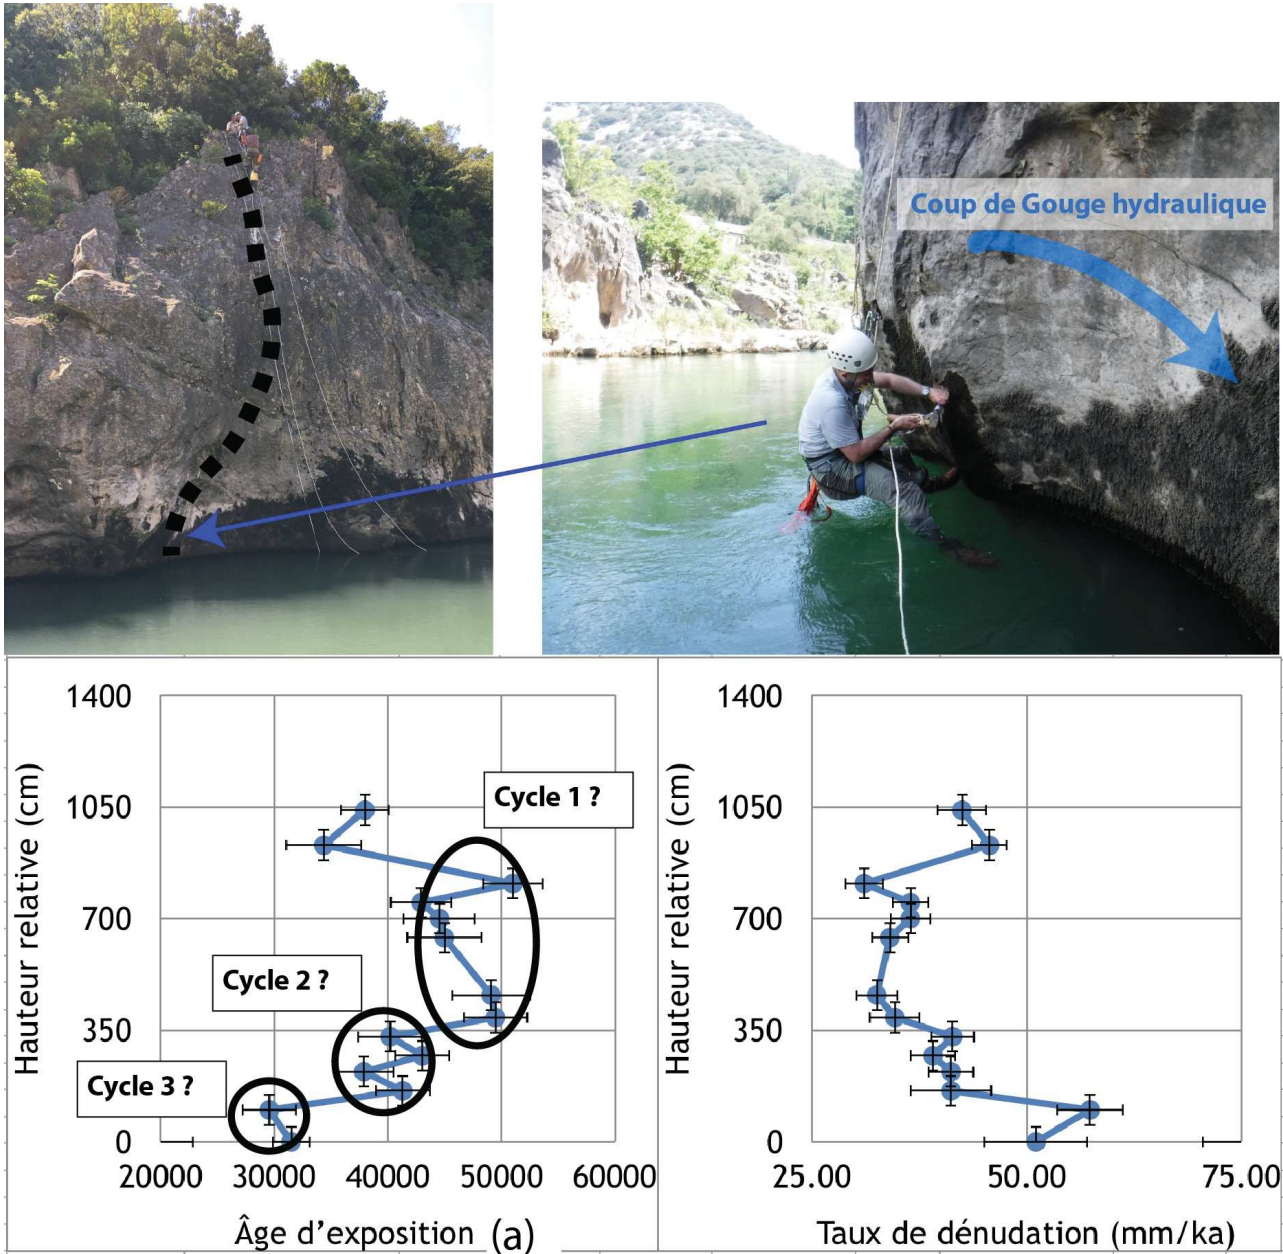 Coup de Gouge hydraulique
1400
1050
700
350
0
Hauteur relative (cm)
Cycle 1 ?
Cycle 2 ?
Cycle 3 ?
20000 30000 40000 50000 60000
Âge d’exposition (a)
1400
1050
700
350
0
Hauteur relative (cm)
25.00 50.00 75.00
Taux de dénudation (mm/ka)